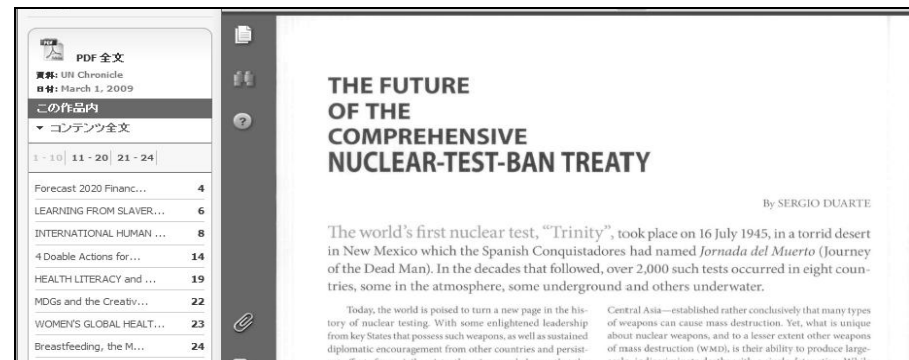 PDF 全文
資料: UN Chronicle
日付: March 1, 2009
この作品内
▼ コンテンツ全文
1 - 10| 11 - 20| 21 - 24|
Forecast 2020 Financ... 4
LEARNING FROM SLAVER... 6
INTERNATIONAL HUMAN ... 8
4 Doable Actions for... 14
HEALTH LITERACY and ... 19
MDGs and the Creativ... 22
WOMEN'S GLOBAL HEALT... 23
Breastfeeding, the M... 24
THE FUTURE
OF THE
COMPREHENSIVE
NUCLEAR-TEST-BAN TREATY
By SERGIO DUARTE
The world's first nuclear test, "Trinity", took place on 16 July 1945, in a torrid desert
in New Mexico which the Spanish Conquistadores had named Jornada del Muerto (Journey
of the Dead Man). In the decades that followed, over 2,000 such tests occurred in eight coun-
tries, some in the atmosphere, some underground and others underwater.
Today, the world is poised to turn a new page in the his-
tory of nuclear testing. With some enlightened leadership
from key States that possess such weapons, as well as sustained
diplomatic encouragement from other countries and persist-
Central Asia—established rather conclusively that many types
of weapons can cause mass destruction. Yet, what is unique
about nuclear weapons, and to a lesser extent other weapons
of mass destruction (WMD), is their ability to produce large-